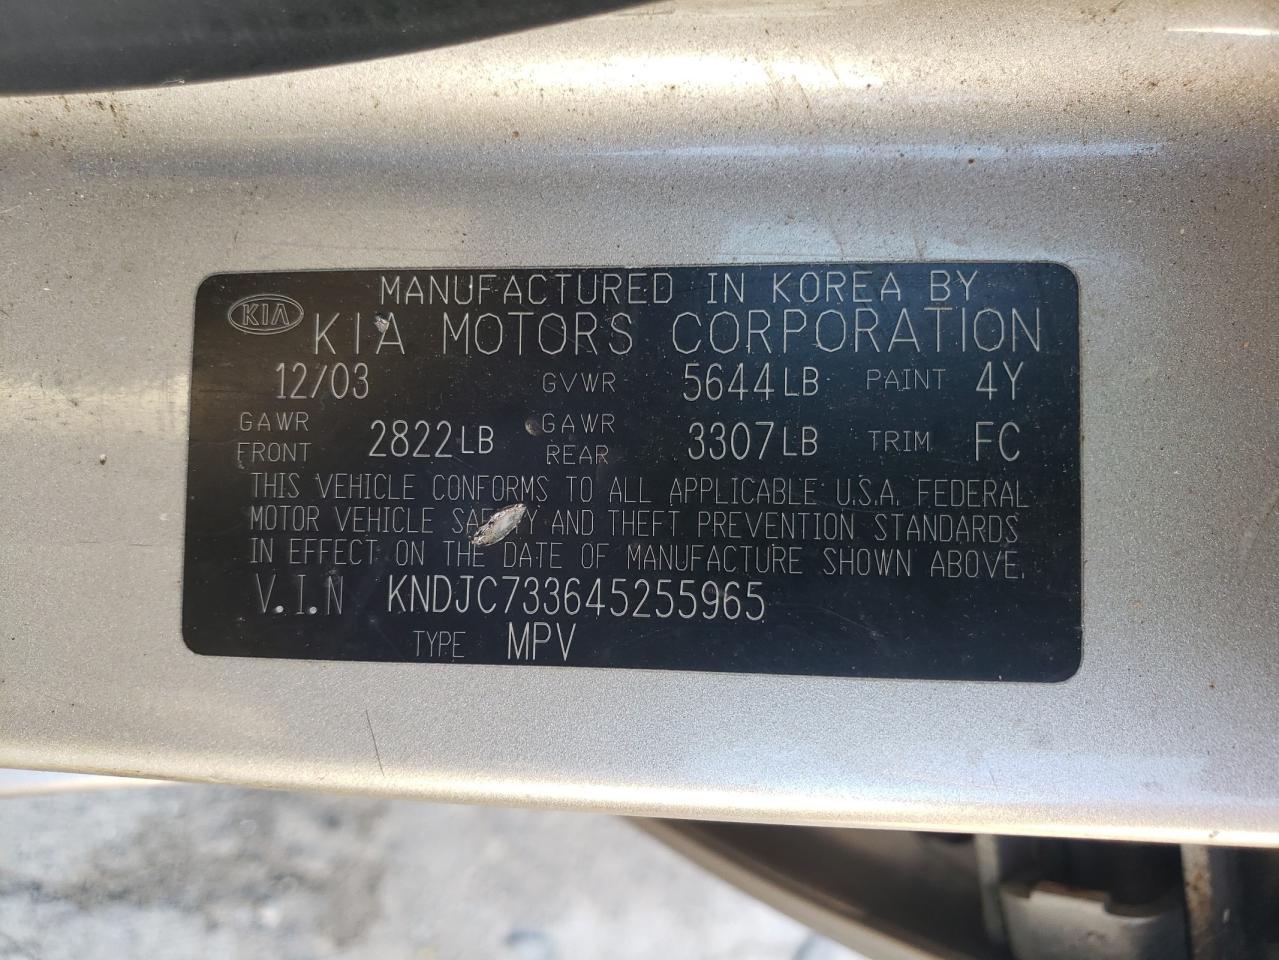 MANUFACTURED IN KOREA BY
KIA
KIA MOTORS CORPORATION
12/03 GVWR 5644LB PAINT 4Y
GAWR FRONT 2822LB GAWR REAR 3307LB TRIM FC
THIS VEHICLE CONFORMS TO ALL APPLICABLE U.S.A. FEDERAL
MOTOR VEHICLE SAFETY AND THEFT PREVENTION STANDARDS
IN EFFECT ON THE DATE OF MANUFACTURE SHOWN ABOVE.
V.I.N KNDJC733645255965
TYPE MPV